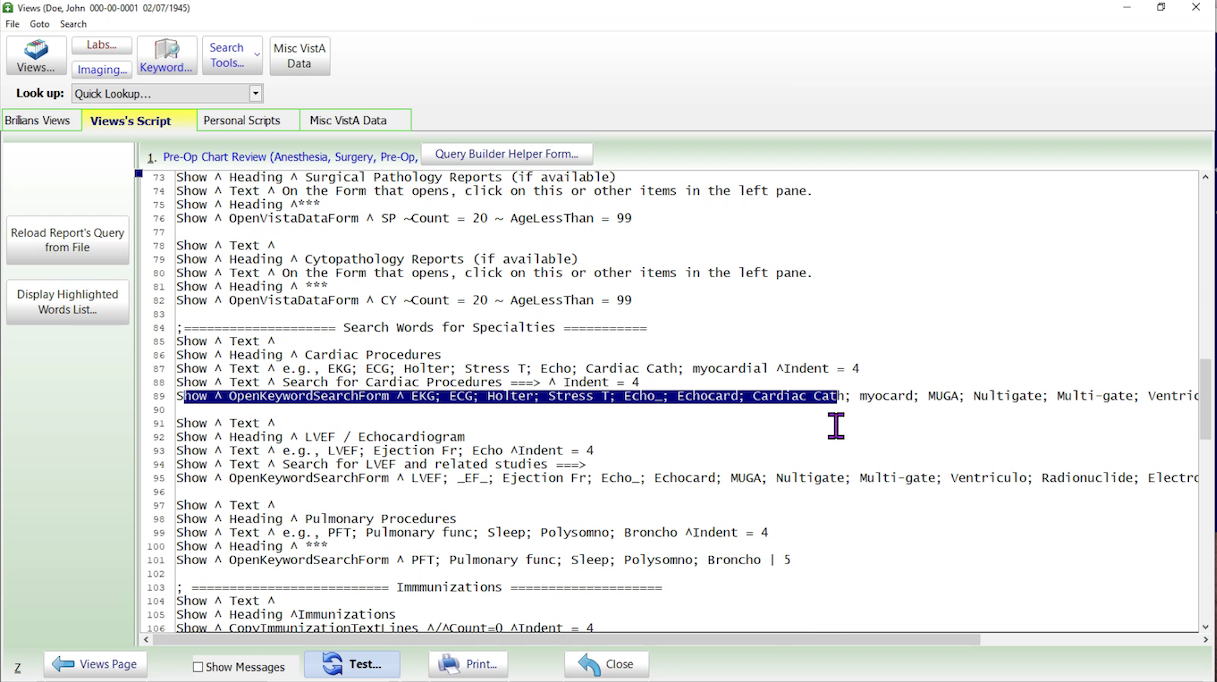 Views (Doe, John 000-00-0001 02/07/1945)
File Goto Search
Views...
Labs...
Imaging...
Keyword...
Search Tools...
Misc VistA Data
Look up: Quick Lookup...
Brilians Views
Views's Script
Personal Scripts
Misc VistA Data
1. Pre-Op Chart Review (Anesthesia, Surgery, Pre-Op,
Query Builder Helper Form...
Reload Report's Query from File
Display Highlighted Words List...
73 Show ^ Heading ^ Surgical Pathology Reports (if available)
74 Show ^ Text ^ On the Form that opens, click on this or other items in the left pane.
75 Show ^ Heading ^***
76 Show ^ OpenVistaDataForm ^ SP ~Count = 20 ~ AgeLessThan = 99
77
78 Show ^ Text ^
79 Show ^ Heading ^ Cytopathology Reports (if available)
80 Show ^ Text ^ On the Form that opens, click on this or other items in the left pane.
81 Show ^ Heading ^ ***
82 Show ^ OpenVistaDataForm ^ CY ~Count = 20 ~ AgeLessThan = 99
83
84 ;==================== Search Words for Specialties ===========
85 Show ^ Text ^
86 Show ^ Heading ^ Cardiac Procedures
87 Show ^ Text ^ e.g., EKG; ECG; Holter; Stress T; Echo; Cardiac Cath; myocardial ^Indent = 4
88 Show ^ Text ^ Search for Cardiac Procedures ===> ^ Indent = 4
89 Show ^ OpenKeywordSearchForm ^ EKG; ECG; Holter; Stress T; Echo_; Echocard; Cardiac Cath; myocard; MUGA; Nultigate; Multi-gate; Ventric
90
91 Show ^ Text ^
92 Show ^ Heading ^ LVEF / Echocardiogram
93 Show ^ Text ^ e.g., LVEF; Ejection Fr; Echo ^Indent = 4
94 Show ^ Text ^ Search for LVEF and related studies ===>
95 Show ^ OpenKeywordSearchForm ^ LVEF; _EF_; Ejection Fr; Echo_; Echocard; MUGA; Nultigate; Multi-gate; Ventriculo; Radionuclide; Electro
96
97 Show ^ Text ^
98 Show ^ Heading ^ Pulmonary Procedures
99 Show ^ Text ^ e.g., PFT; Pulmonary func; Sleep; Polysomno; Broncho ^Indent = 4
100 Show ^ Heading ^ ***
101 Show ^ OpenKeywordSearchForm ^ PFT; Pulmonary func; Sleep; Polysomno; Broncho | 5
102
103 ; ========================== Immmunizations ====================
104 Show ^ Text ^
105 Show ^ Heading ^Immunizations
106 Show ^ CopyImmunizationTextLines ^/^Count=0 ^Indent = 4
Z
Views Page
Show Messages
Test...
Print...
Close